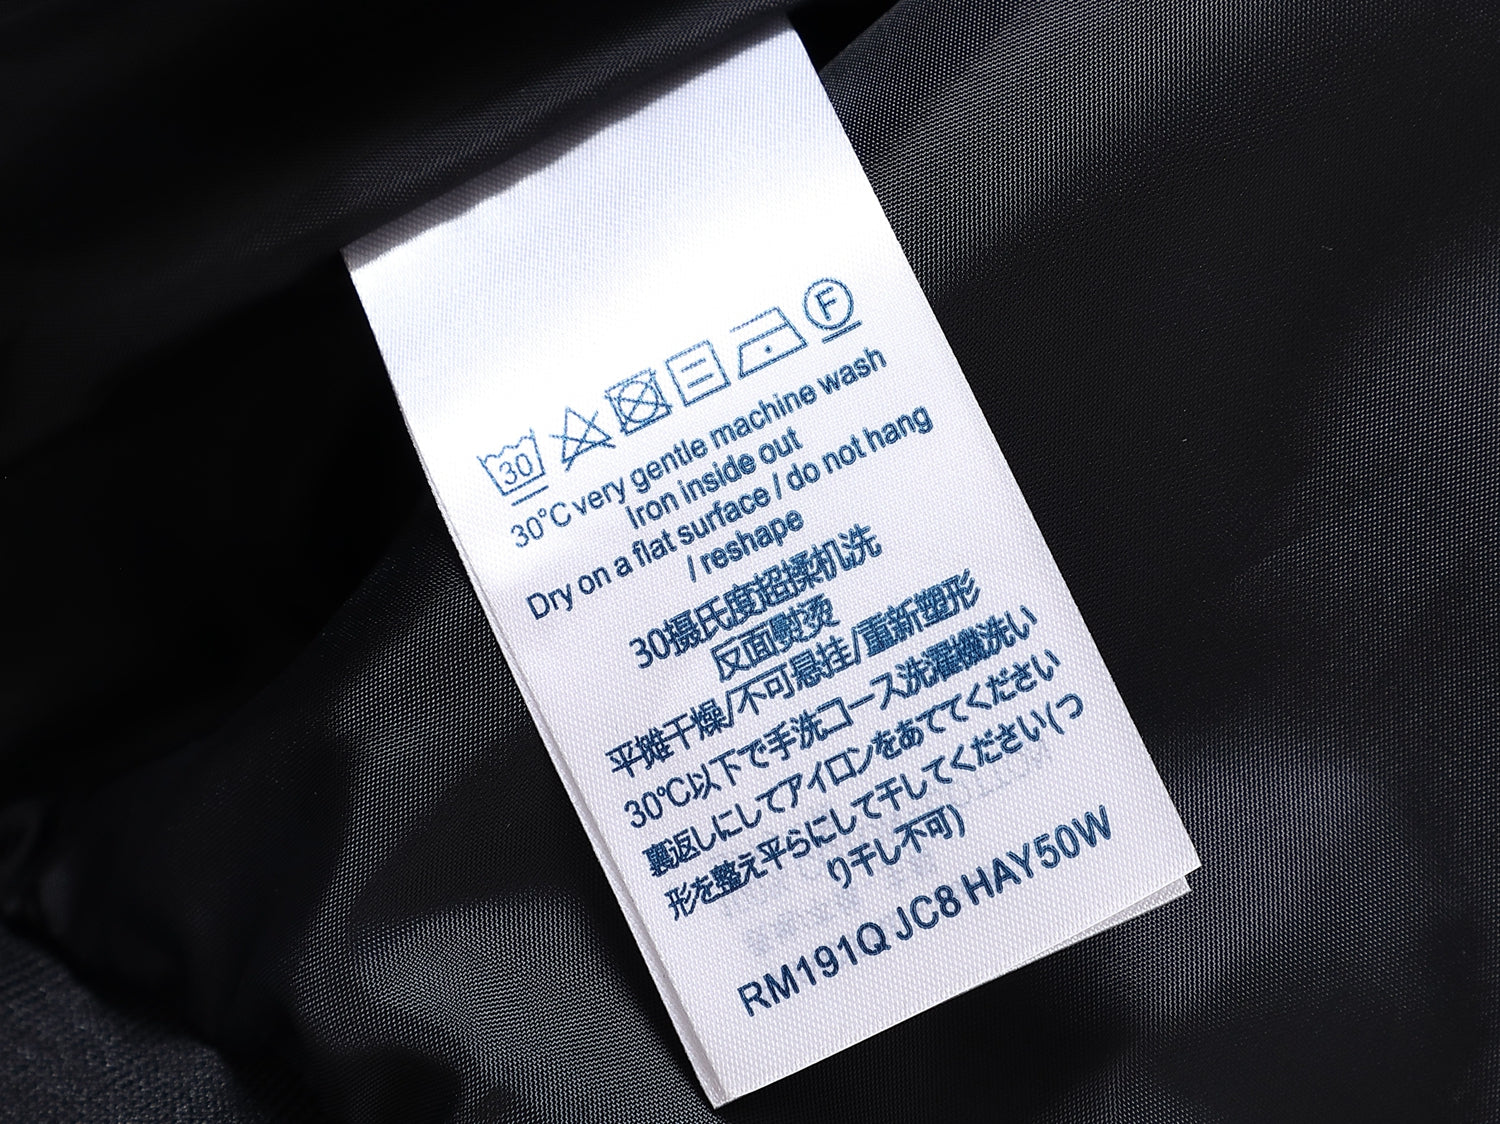 30
F
30°C very gentle machine wash
Iron inside out
Dry on a flat surface / do not hang
/ reshape
30摄氏度超揉机洗
反面熨烫
平摊干燥/不可悬挂/重新塑形
30℃以下で手洗コース洗濯機洗い
裏返しにしてアイロンをあててください
形を整え平らにして干してください(つ
り干し不可)
RM191Q JC8 HAY50W